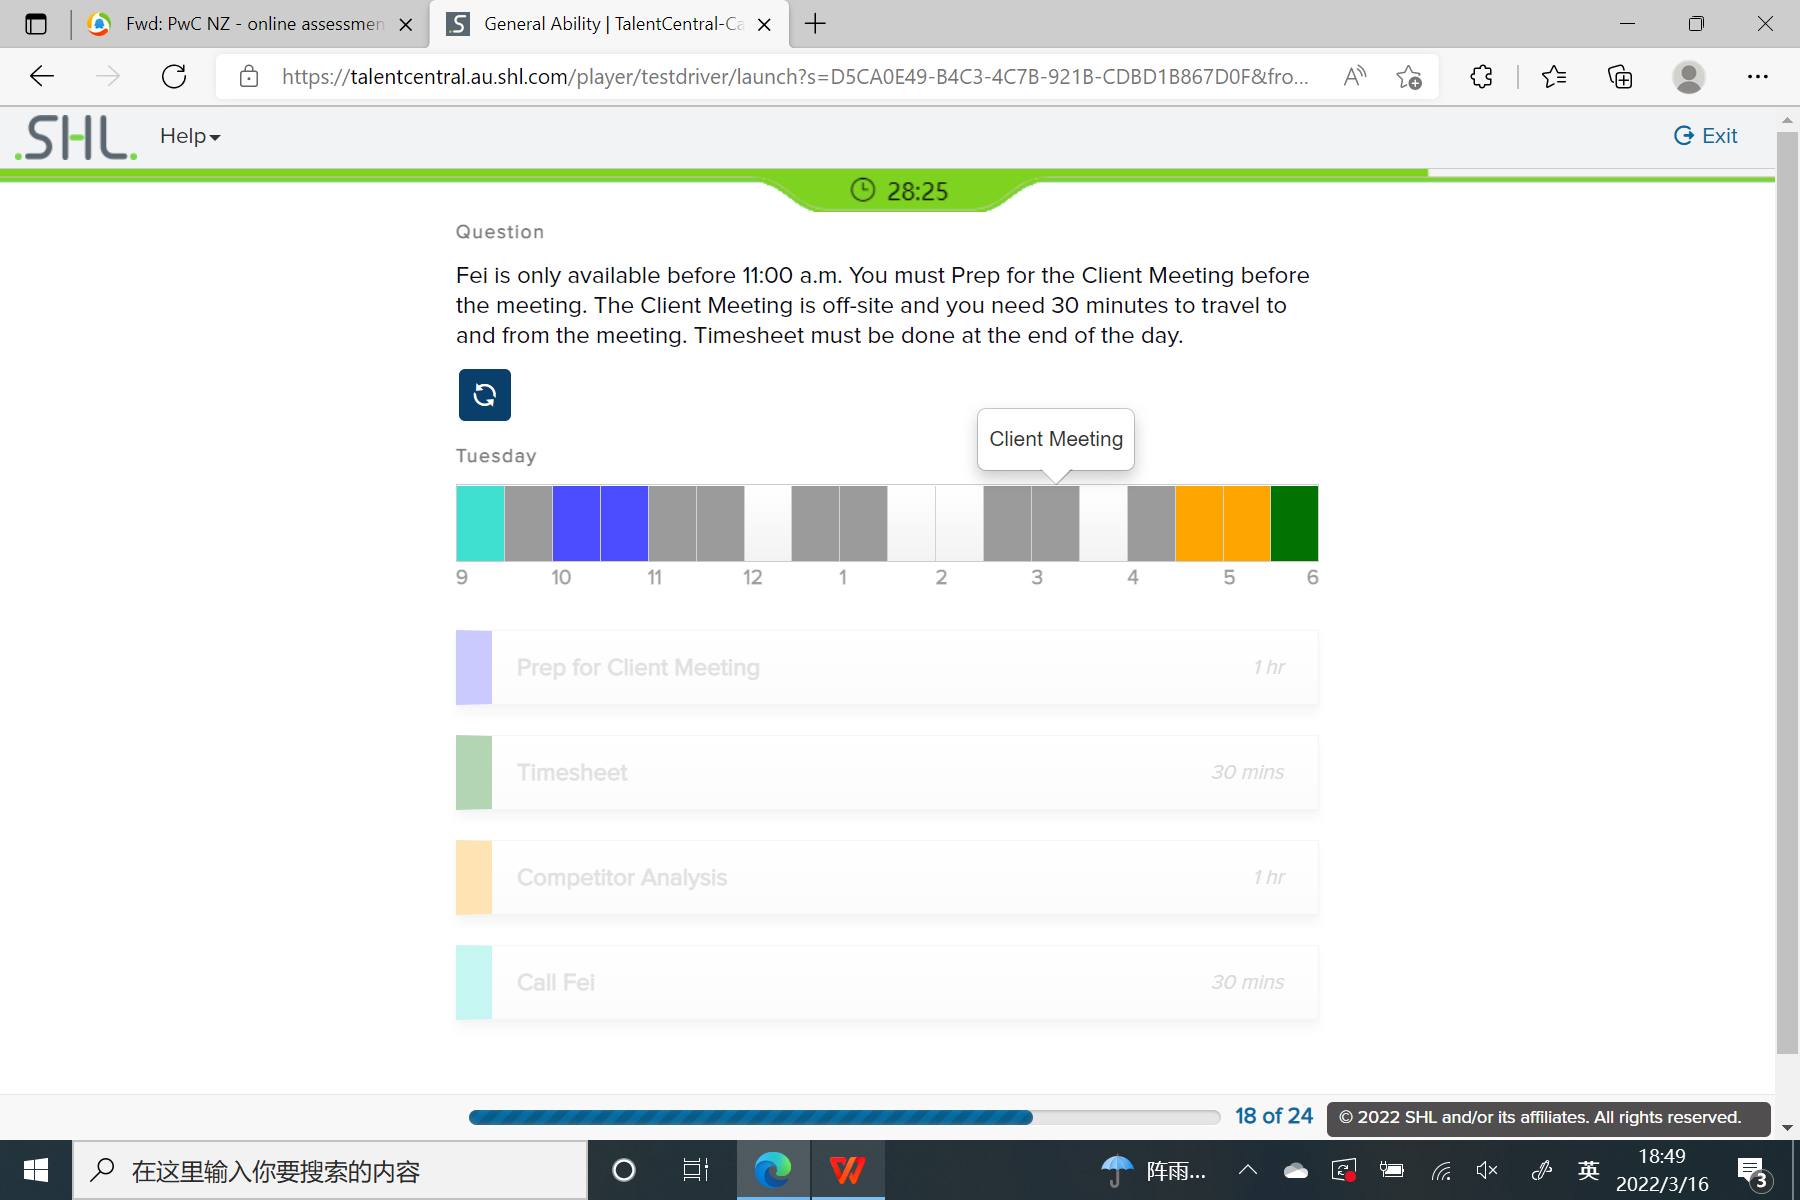 Fwd: PwC NZ - online assessmen
General Ability | TalentCentral-Ca
https://talentcentral.au.shl.com/player/testdriver/launch?s=D5CA0E49-B4C3-4C7B-921B-CDBD1B867D0F&fro...
.SHL.
Help
Exit
28:25
Question
Fei is only available before 11:00 a.m. You must Prep for the Client Meeting before
the meeting. The Client Meeting is off-site and you need 30 minutes to travel to
and from the meeting. Timesheet must be done at the end of the day.
Client Meeting
Tuesday
9 10 11 12 1 2 3 4 5 6
Prep for Client Meeting 1 hr
Timesheet 30 mins
Competitor Analysis 1 hr
Call Fei 30 mins
18 of 24
© 2022 SHL and/or its affiliates. All rights reserved.
在这里输入你要搜索的内容
阵雨...
英
18:49
2022/3/16
3